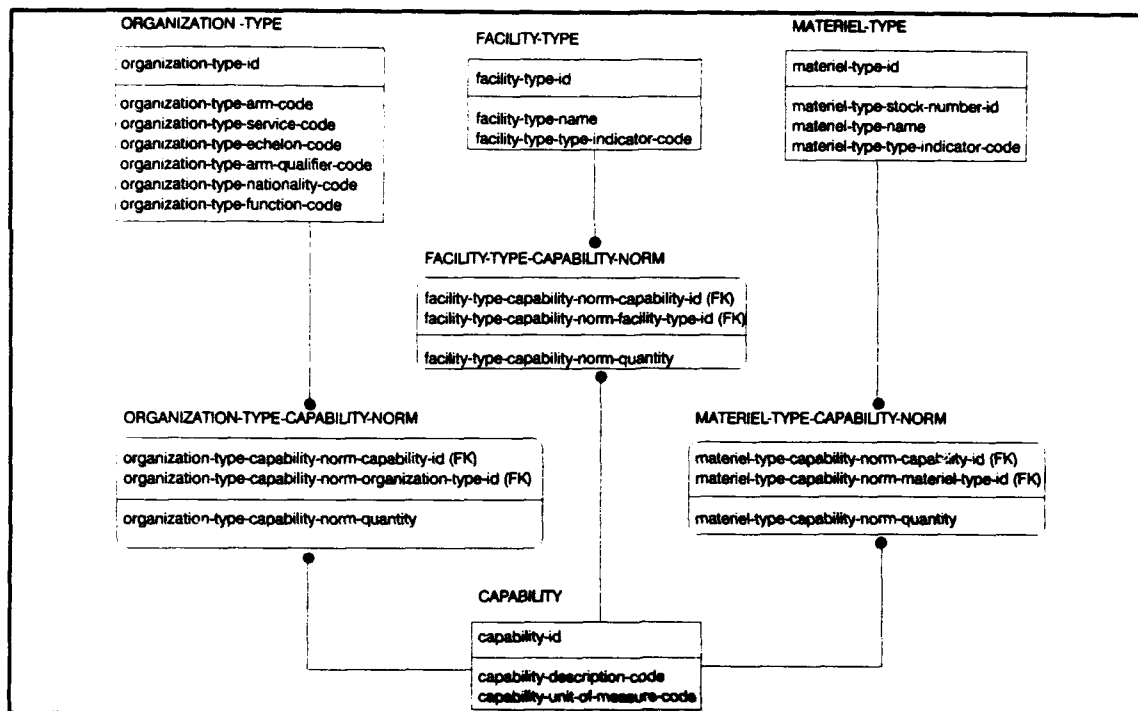 ORGANIZATION -TYPE
organization-type-id
organization-type-arm-code
organization-type-service-code
organization-type-echelon-code
organization-type-arm-qualifier-code
organization-type-nationality-code
organization-type-function-code
FACILITY-TYPE
facility-type-id
facility-type-name
facility-type-type-indicator-code
MATERIEL-TYPE
materiel-type-id
materiel-type-stock-number-id
materiel-type-name
materiel-type-type-indicator-code
FACILITY-TYPE-CAPABILITY-NORM
facility-type-capability-norm-capability-id (FK)
facility-type-capability-norm-facility-type-id (FK)
facility-type-capability-norm-quantity
ORGANIZATION-TYPE-CAPABILITY-NORM
organization-type-capability-norm-capability-id (FK)
organization-type-capability-norm-organization-type-id (FK)
organization-type-capability-norm-quantity
MATERIEL-TYPE-CAPABILITY-NORM
materiel-type-capability-norm-capability-id (FK)
materiel-type-capability-norm-materiel-type-id (FK)
materiel-type-capability-norm-quantity
CAPABILITY
capability-id
capability-description-code
capability-unit-of-measure-code